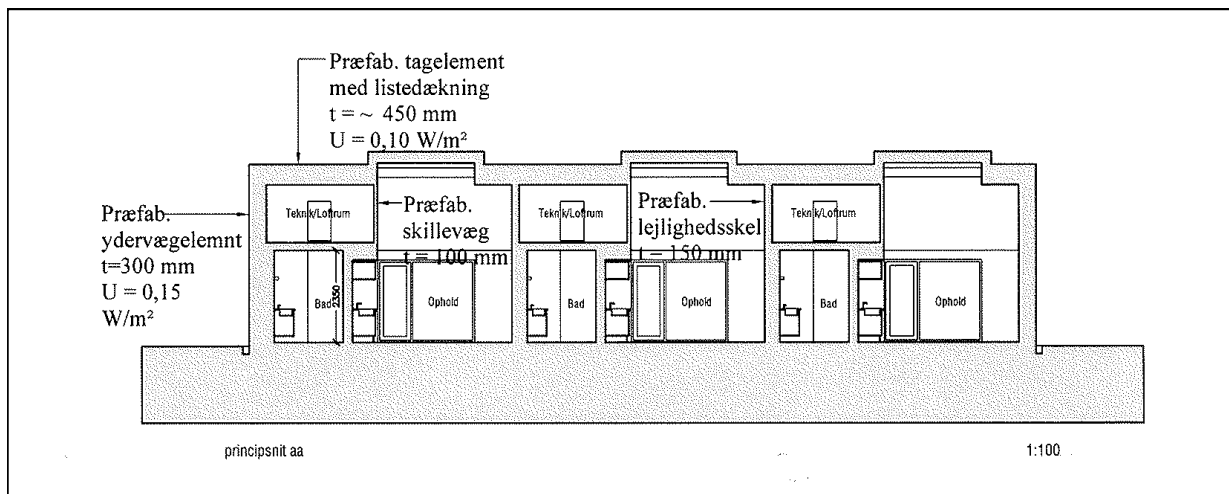 Præfab. tagelement
med listedækning
t = ~ 450 mm
U = 0,10 W/m²
Præfab.
ydervægelemnt
t=300 mm
U = 0,15
W/m²
Teknik/Loftrum
Præfab.
skillevæg
t = 100 mm
Teknik/Loftrum
Præfab.
lejlighedsskel
t = 150 mm
Teknik/Loftrum
Bad
2350
Ophold
Bad
Ophold
Bad
Ophold
principsnit aa
1:100